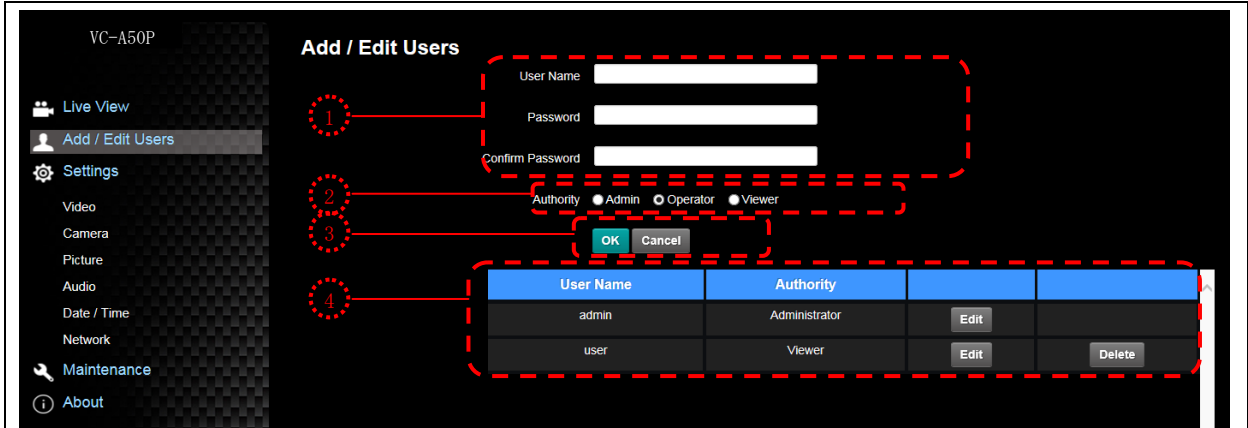 VC-A50P
Live View
Add / Edit Users
Settings
Video
Camera
Picture
Audio
Date / Time
Network
Maintenance
About
Add / Edit Users
User Name
Password
Confirm Password
Authority Admin Operator Viewer
OK Cancel
1
2
3
4
User Name Authority
admin Administrator Edit
user Viewer Edit Delete